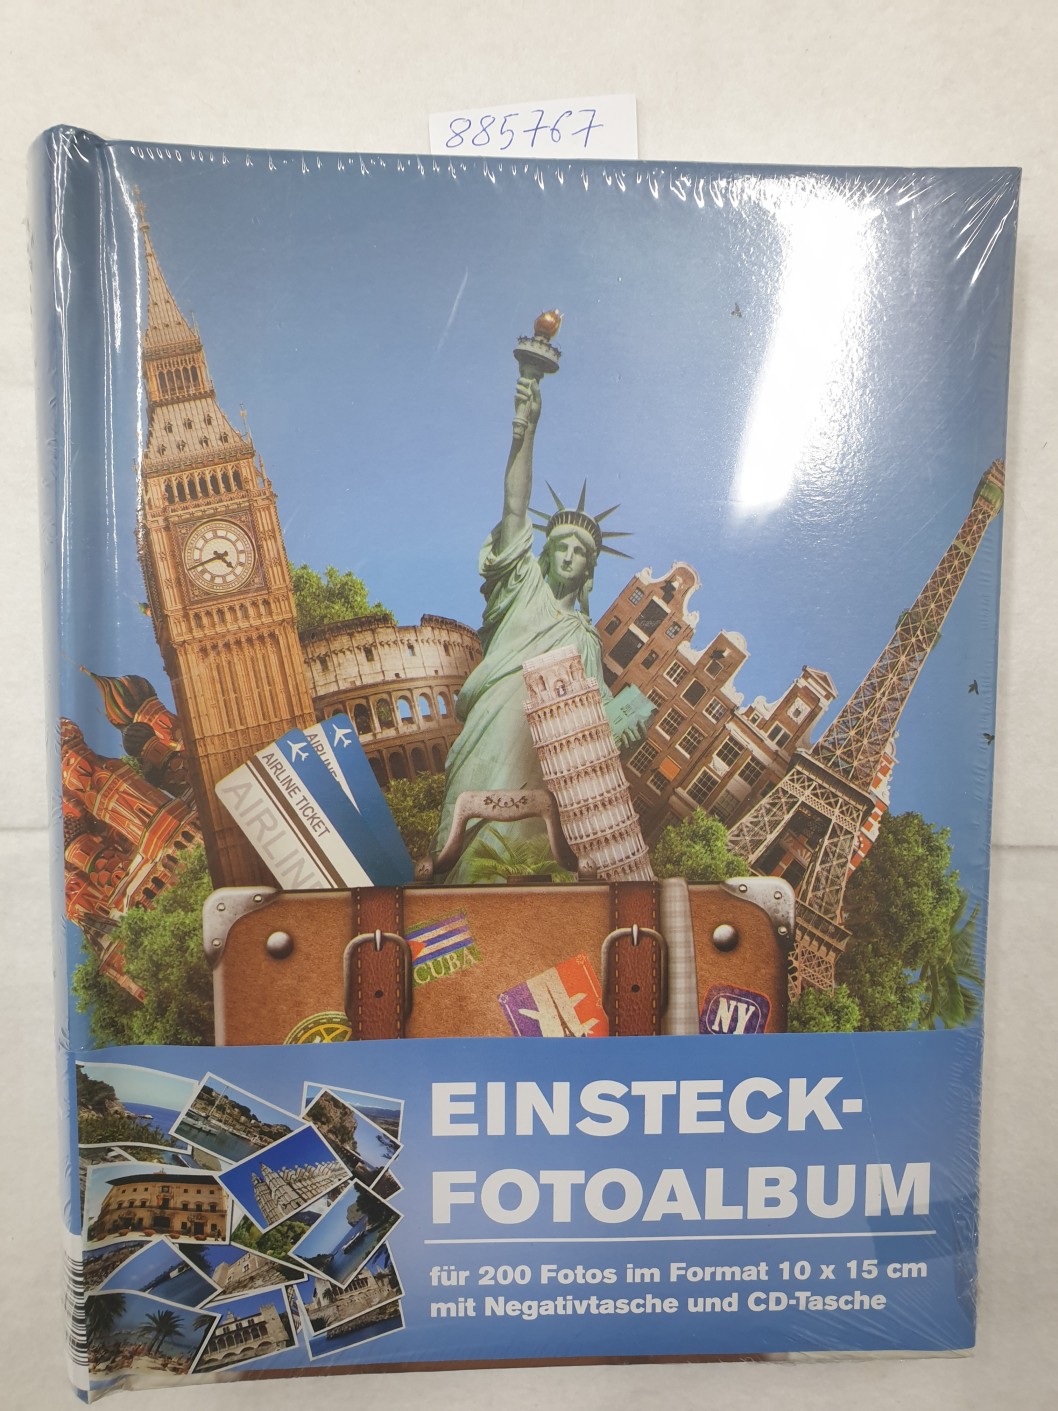 885767
AIRLINE
AIRLINE TICKET
AIRLIN
CUBA
NY
EINSTECK-
FOTOALBUM
für 200 Fotos im Format 10 x 15 cm
mit Negativtasche und CD-Tasche